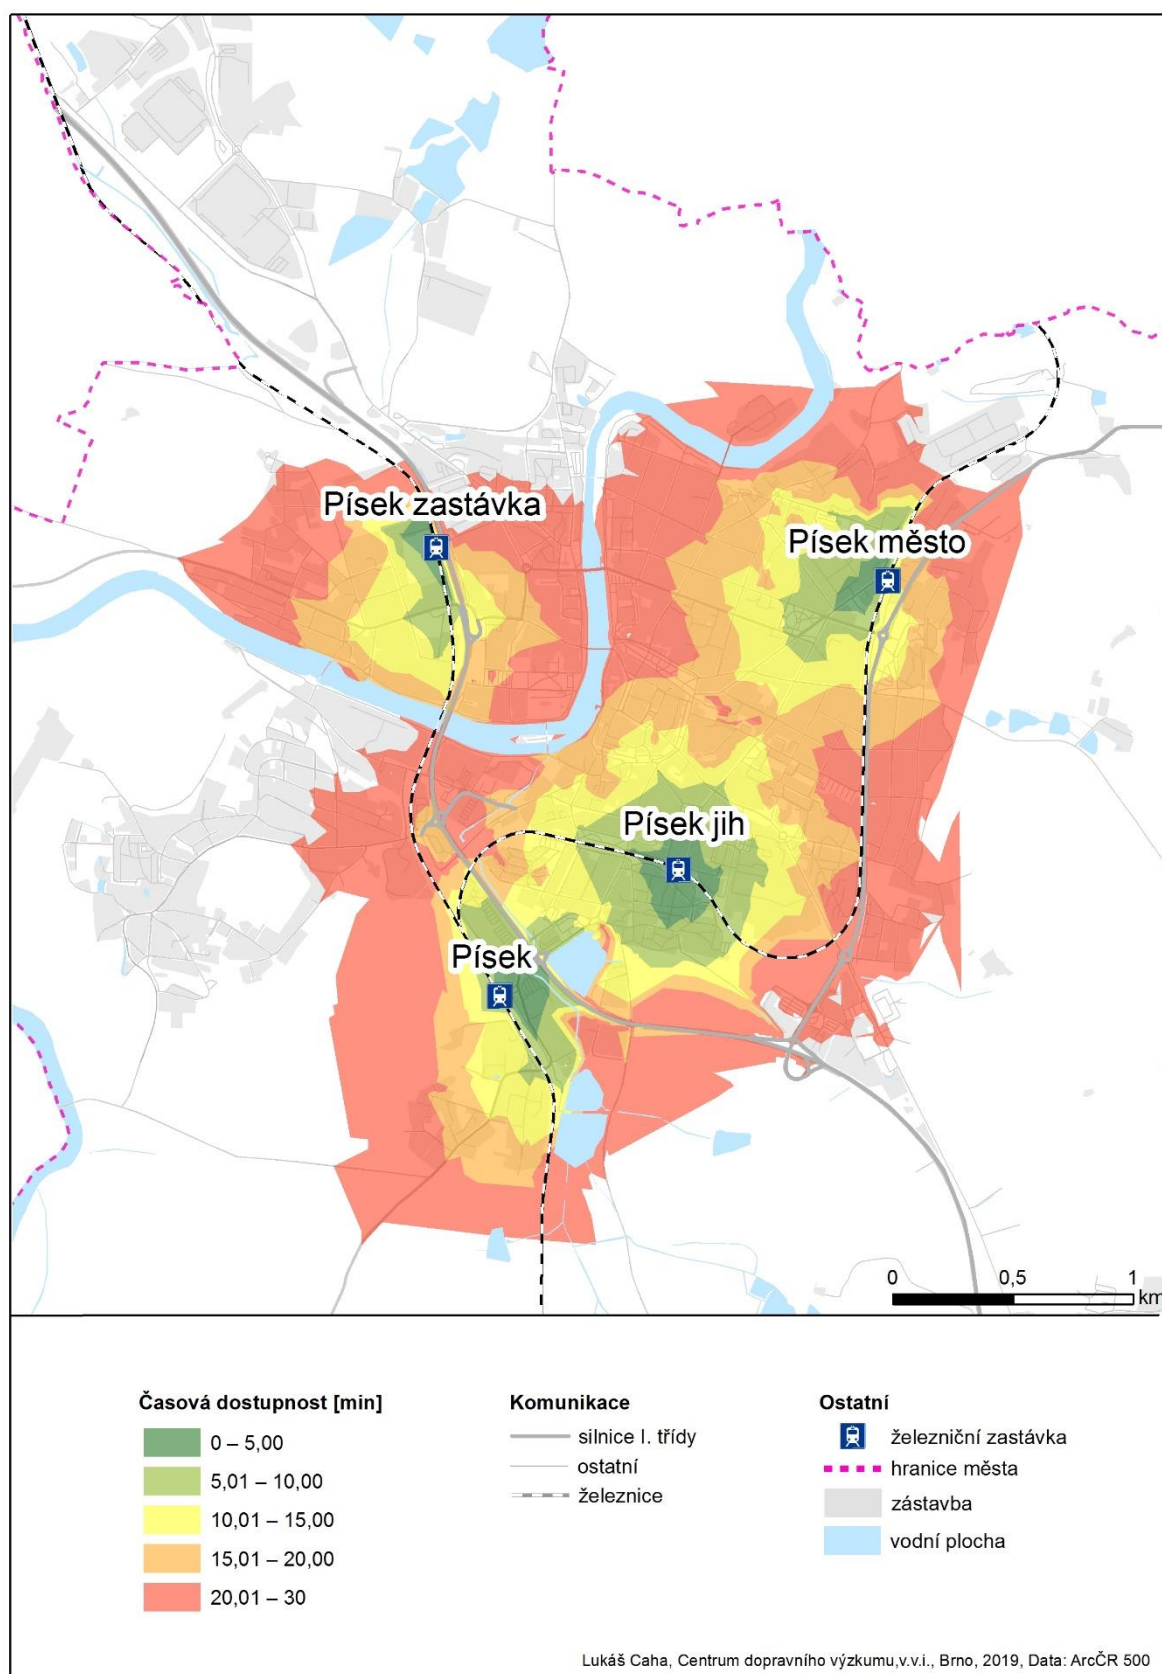 Písek zastávka
Písek město
Písek jih
Písek
0 0,5 1
km
Časová dostupnost [min]
0 – 5,00
5,01 – 10,00
10,01 – 15,00
15,01 – 20,00
20,01 – 30
Komunikace
silnice I. třídy
ostatní
železnice
Ostatní
železniční zastávka
hranice města
zástavba
vodní plocha
Lukáš Caha, Centrum dopravního výzkumu,v.v.i., Brno, 2019, Data: ArcČR 500